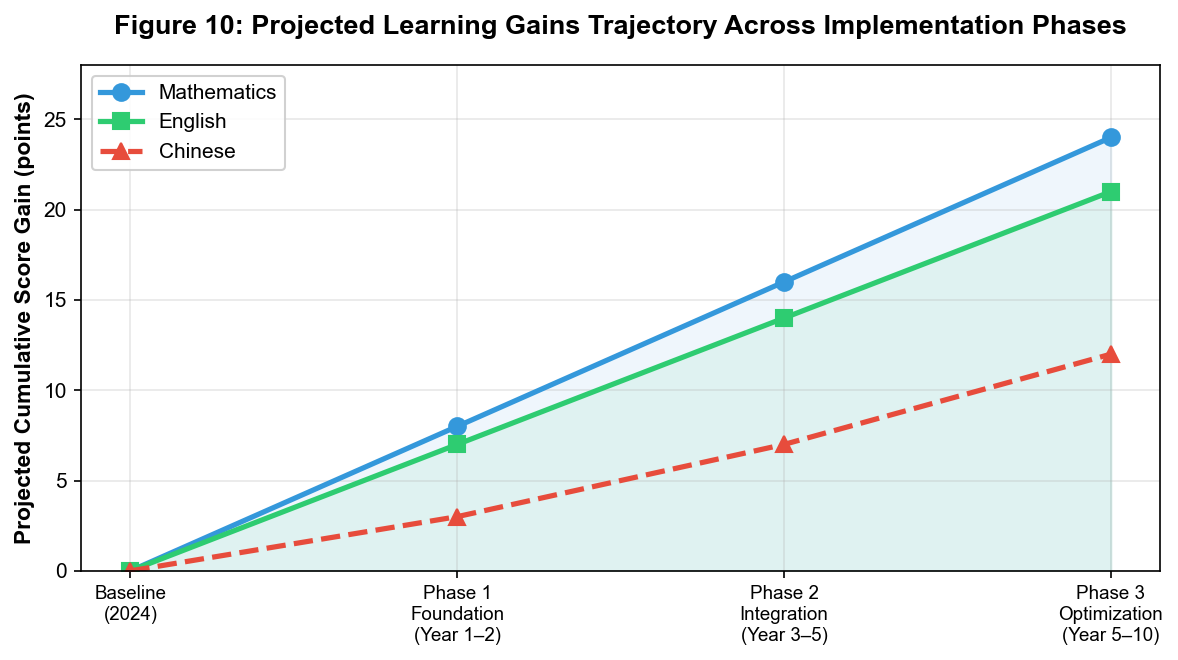 Figure 10: Projected Learning Gains Trajectory Across Implementation Phases
Mathematics
English
Chinese
Projected Cumulative Score Gain (points)
25
20
15
10
5
0
Baseline
(2024)
Phase 1
Foundation
(Year 1–2)
Phase 2
Integration
(Year 3–5)
Phase 3
Optimization
(Year 5–10)